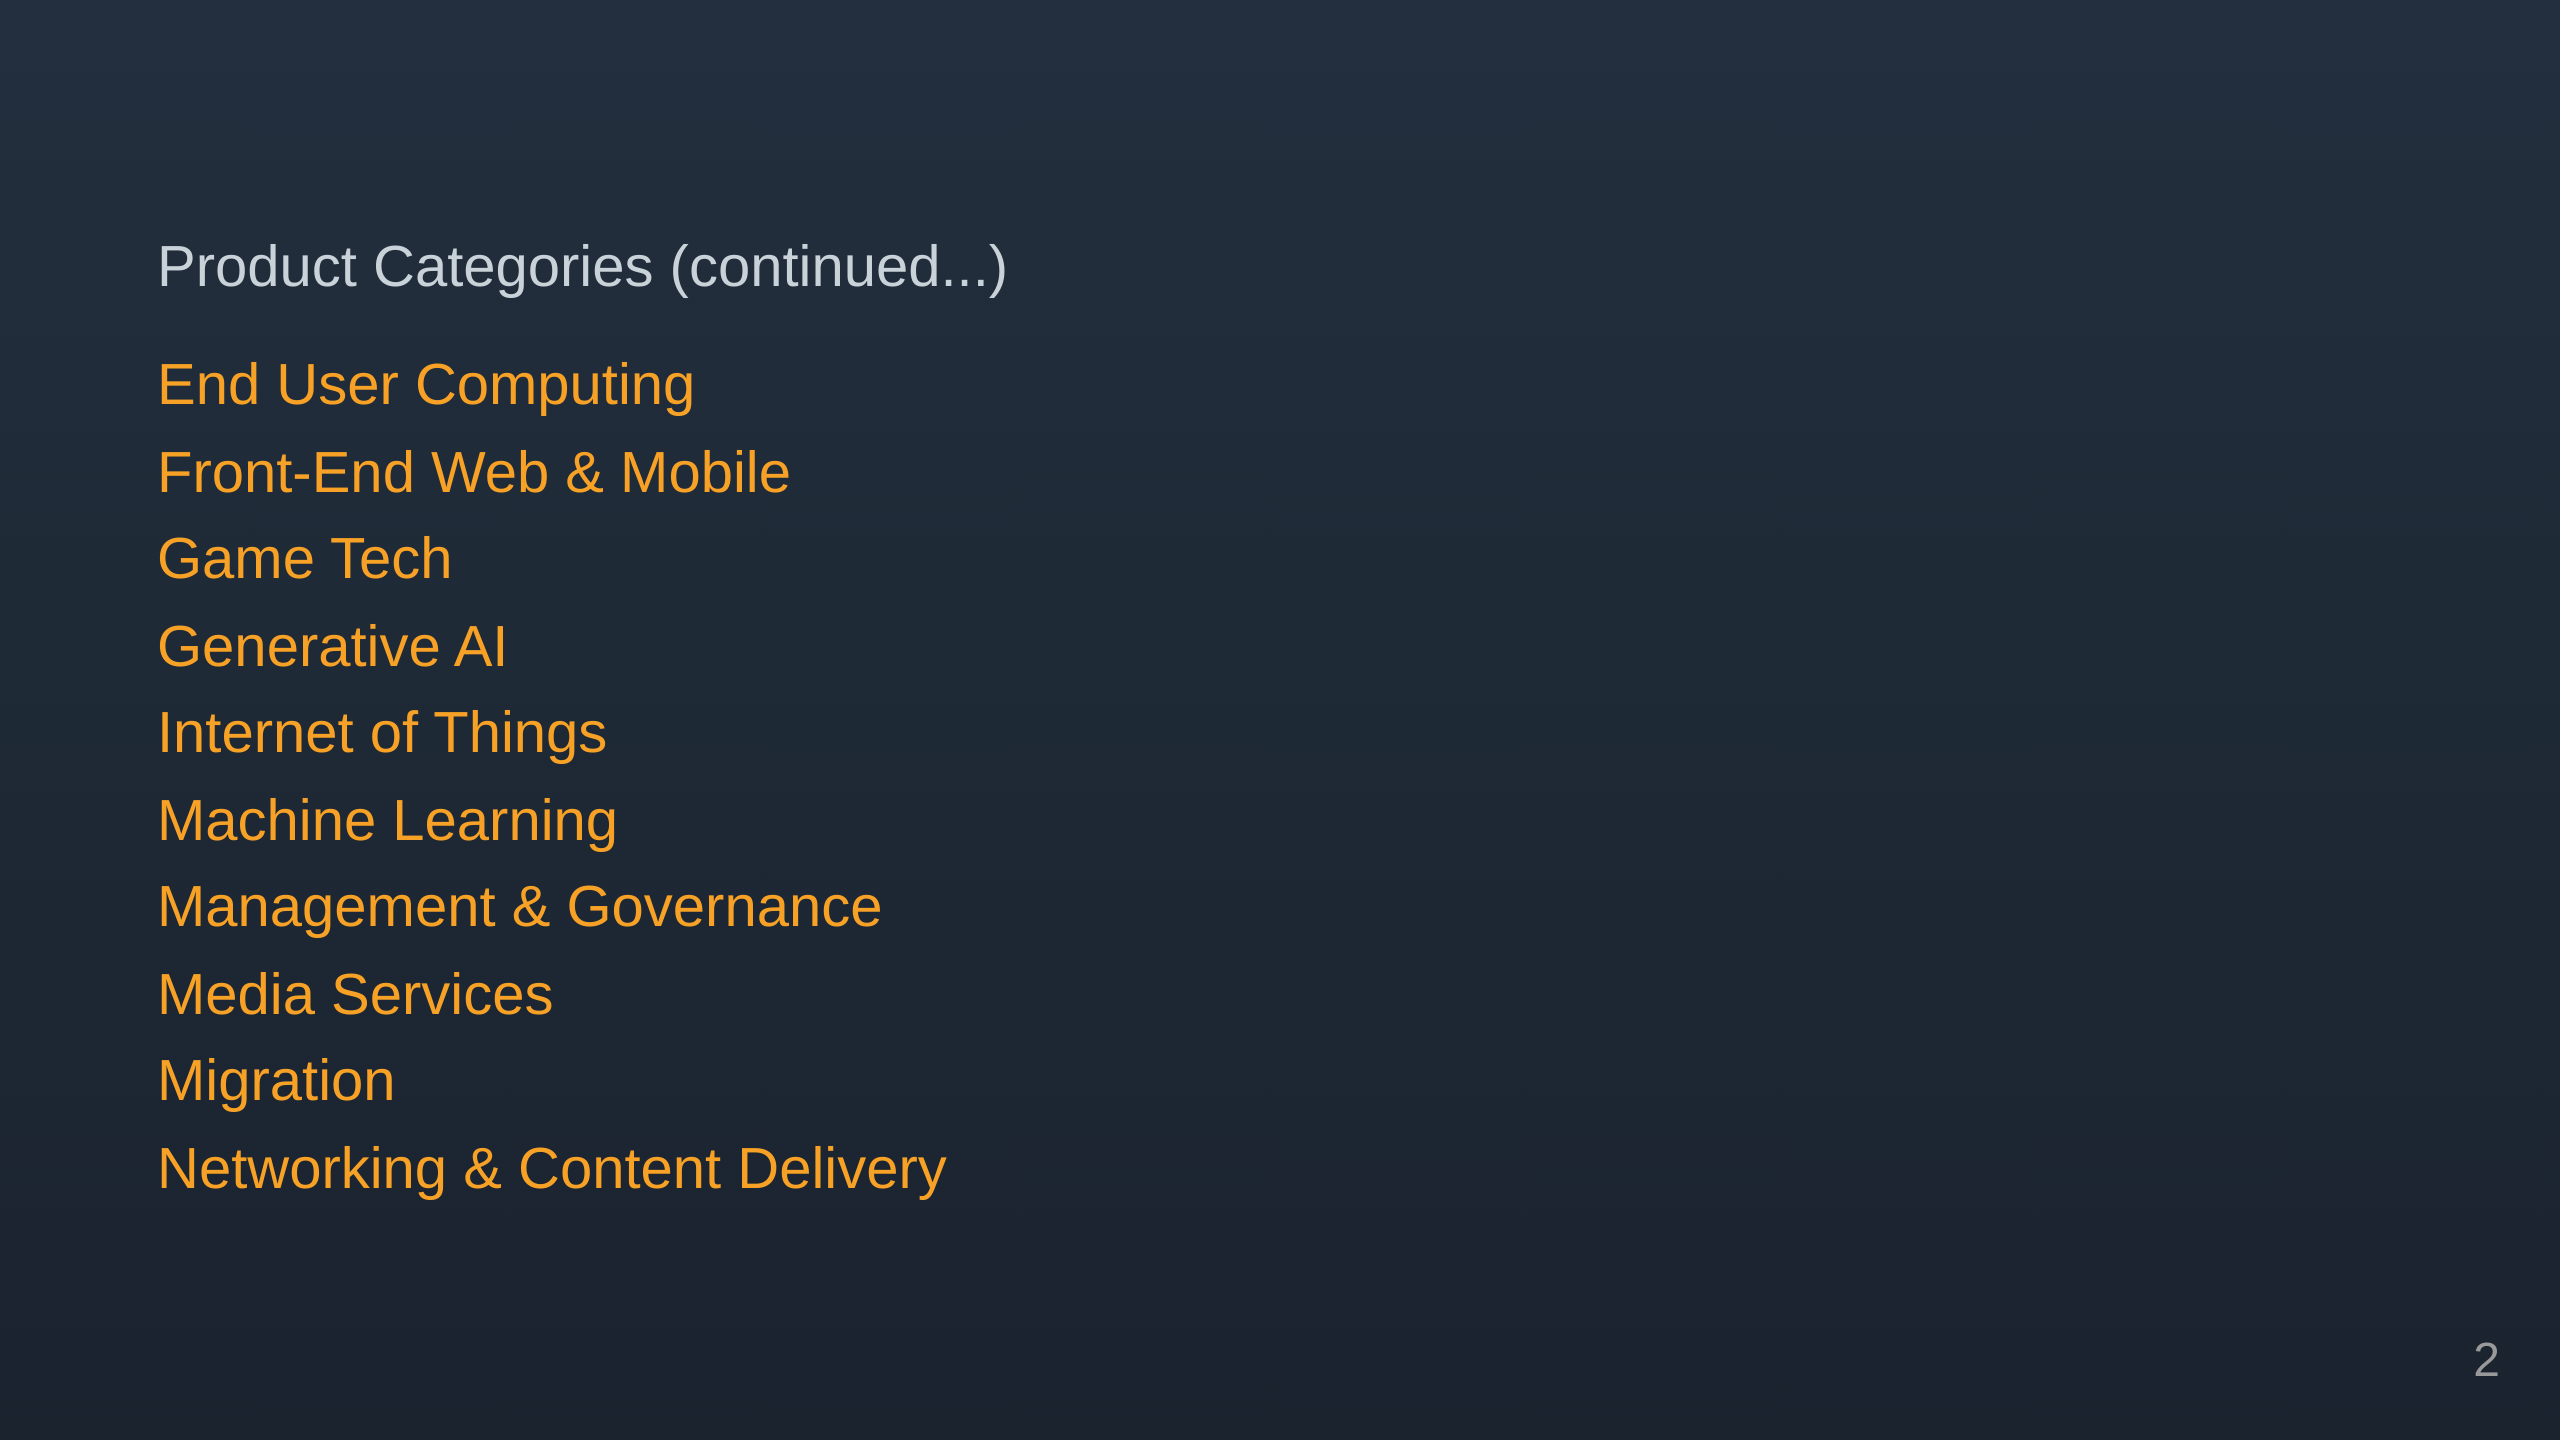 Product Categories (continued...)
End User Computing
Front-End Web & Mobile
Game Tech
Generative AI
Internet of Things
Machine Learning
Management & Governance
Media Services
Migration
Networking & Content Delivery
2